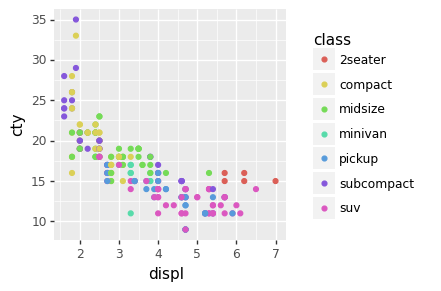 35
30
25
20
15
10
cty
2
3
4
5
6
7
displ
class
2seater
compact
midsize
minivan
pickup
subcompact
suv